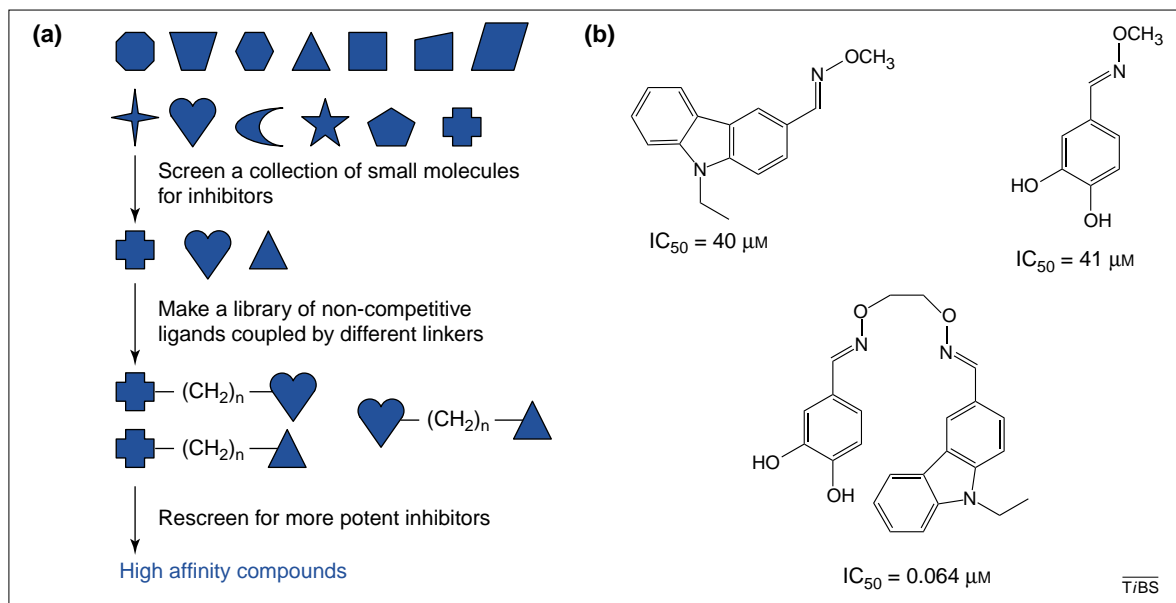 (a)
Screen a collection of small molecules
for inhibitors
Make a library of non-competitive
ligands coupled by different linkers
(CH₂)ₙ
(CH₂)ₙ
(CH₂)ₙ
Rescreen for more potent inhibitors
High affinity compounds
(b)
OCH₃
N
N
IC₅₀ = 40 μM
OCH₃
N
HO
OH
IC₅₀ = 41 μM
O
O
N
N
HO
OH
N
IC₅₀ = 0.064 μM
TiBS